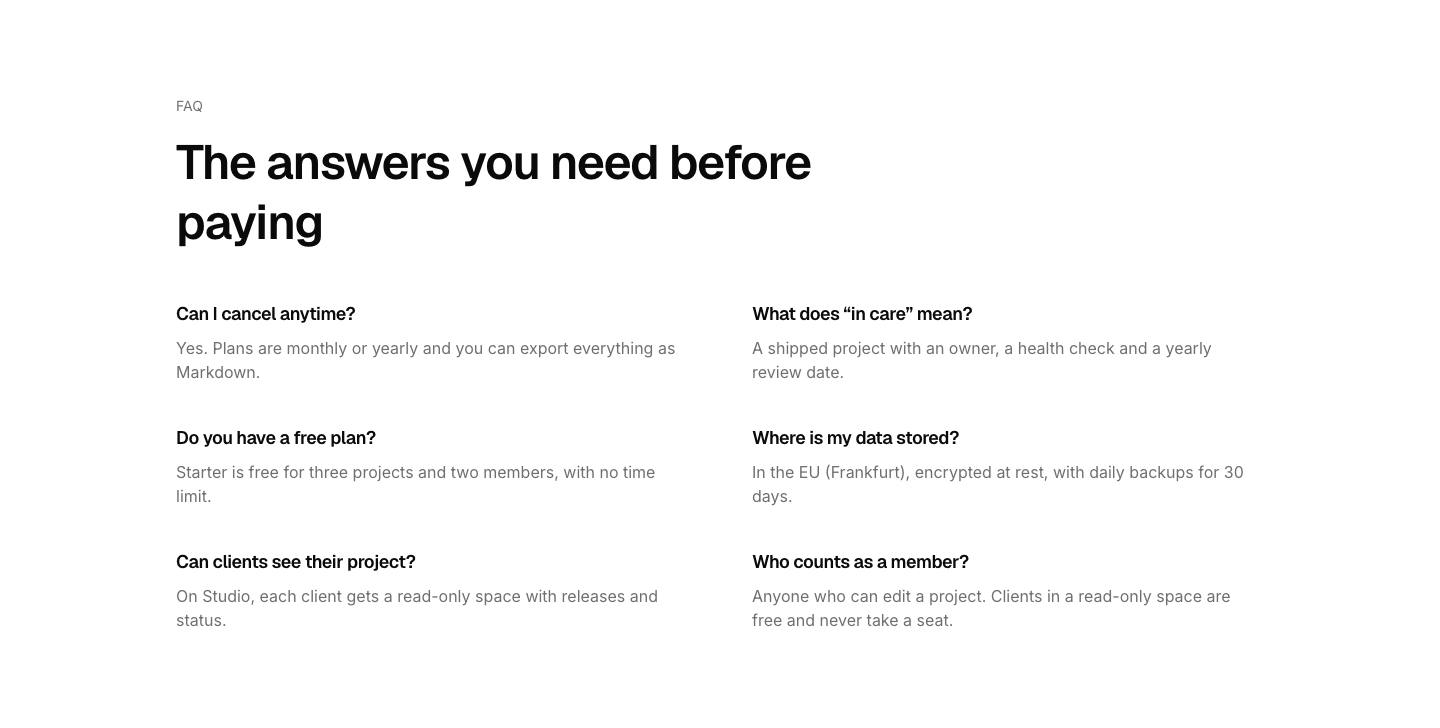 FAQ
The answers you need before
paying
Can I cancel anytime?
Yes. Plans are monthly or yearly and you can export everything as
Markdown.
What does “in care” mean?
A shipped project with an owner, a health check and a yearly
review date.
Do you have a free plan?
Starter is free for three projects and two members, with no time
limit.
Where is my data stored?
In the EU (Frankfurt), encrypted at rest, with daily backups for 30
days.
Can clients see their project?
On Studio, each client gets a read-only space with releases and
status.
Who counts as a member?
Anyone who can edit a project. Clients in a read-only space are
free and never take a seat.